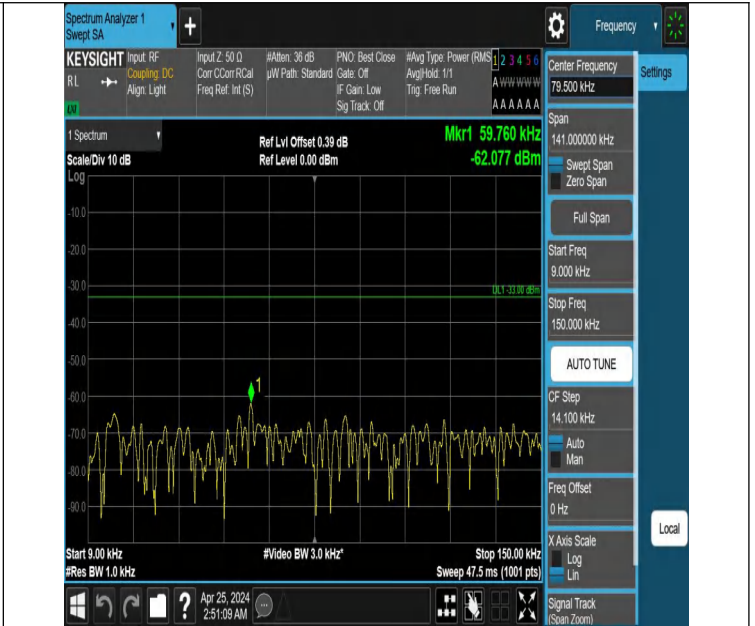 Spectrum Analyzer 1
Swept SA
+
Frequency
KEYSIGHT
RL
Input: RF
Coupling: DC
Align: Light
Input Z: 50 Ω
Corr CCorr RCal
Freq Ref: Int (S)
#Atten: 36 dB
µW Path: Standard
PNO: Best Close
Gate: Off
IF Gain: Low
Sig Track: Off
#Avg Type: Power (RMS
Avg|Hold: 1/1
Trig: Free Run
1 2 3 4 5 6
A W W W W W
A A A A A A
1 Spectrum
Scale/Div 10 dB
Ref Lvl Offset 0.39 dB
Ref Level 0.00 dBm
Mkr1 59.760 kHz
-62.077 dBm
Log
-10.0
-20.0
-30.0
DL1 -33.00 dBm
-40.0
-50.0
1
-60.0
-70.0
-80.0
-90.0
Start 9.00 kHz
#Video BW 3.0 kHz*
Stop 150.00 kHz
#Res BW 1.0 kHz
Sweep 47.5 ms (1001 pts)
Apr 25, 2024
2:51:09 AM
?
Center Frequency
79.500 kHz
Settings
Span
141.000000 kHz
Swept Span
Zero Span
Full Span
Start Freq
9.000 kHz
Stop Freq
150.000 kHz
AUTO TUNE
CF Step
14.100 kHz
Auto
Man
Freq Offset
0 Hz
Local
X Axis Scale
Log
Lin
Signal Track
(Span Zoom)